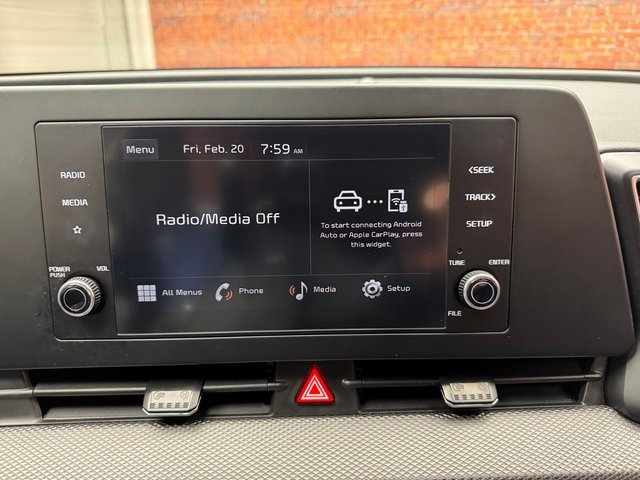 Menu
Fri, Feb. 20
7:59 AM
RADIO
MEDIA
POWER
PUSH
VOL
Radio/Media Off
To start connecting Android
Auto or Apple CarPlay, press
this widget.
All Menus
Phone
Media
Setup
<SEEK
TRACK>
SETUP
TUNE
FILE
ENTER